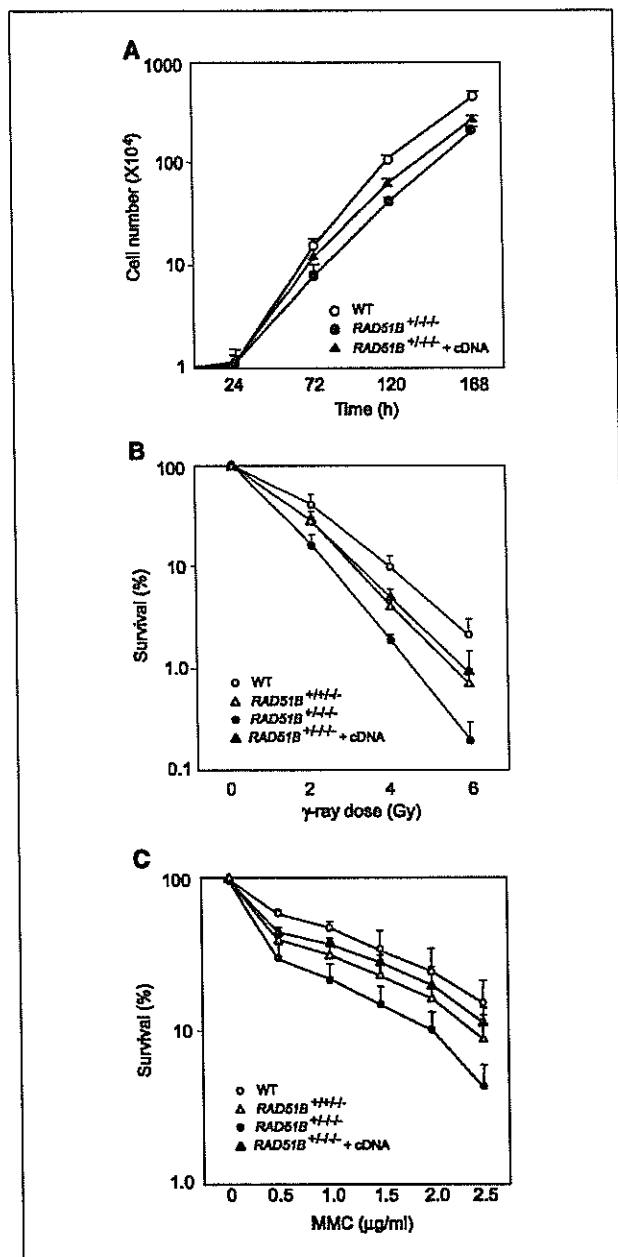 A
1000
100
10
1
Cell number (X10⁴)
WT
RAD51B +/-/-/-
RAD51B +/-/-/- + cDNA
24 72 120 168
Time (h)
B
100
10
1.0
0.1
Survival (%)
WT
RAD51B +/+/-/-
RAD51B +/-/-/-
RAD51B +/-/-/- + cDNA
0 2 4 6
γ-ray dose (Gy)
C
100
10
1.0
Survival (%)
WT
RAD51B +/+/-/-
RAD51B +/-/-/-
RAD51B +/-/-/- + cDNA
0 0.5 1.0 1.5 2.0 2.5
MMC (μg/ml)